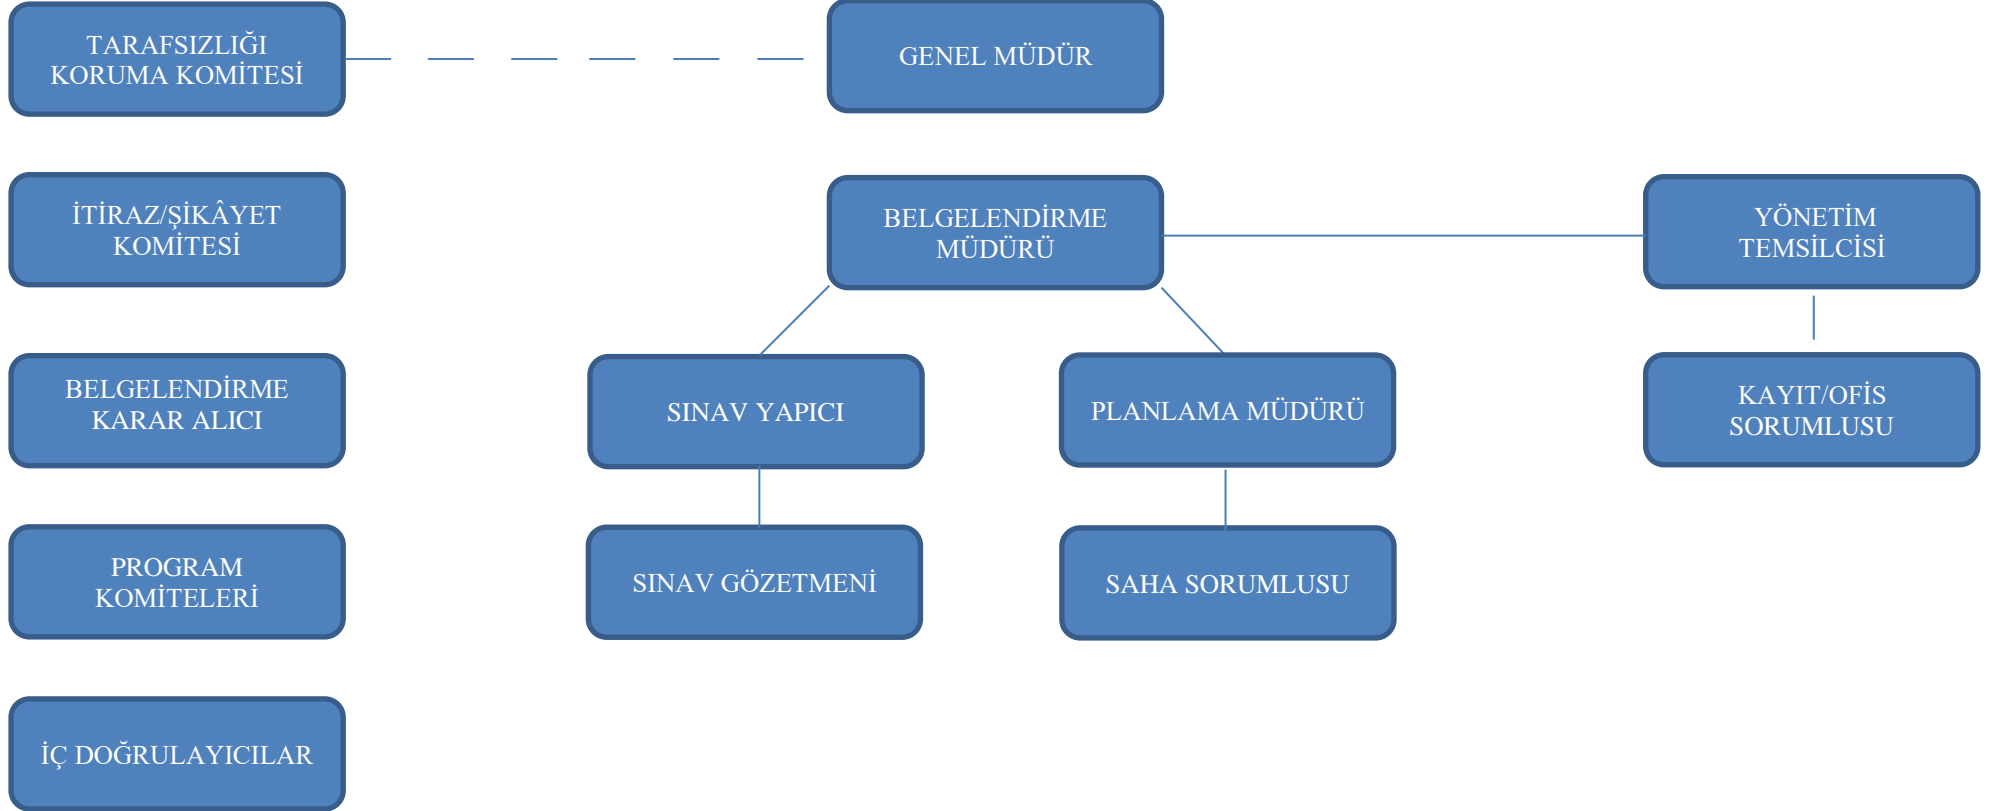 TARAFSIZLIĞI
KORUMA KOMİTESİ
GENEL MÜDÜR
İTİRAZ/ŞİKÂYET
KOMİTESİ
BELGELENDİRME
MÜDÜRÜ
YÖNETİM
TEMSİLCİSİ
BELGELENDİRME
KARAR ALICI
SINAV YAPICI
PLANLAMA MÜDÜRÜ
KAYIT/OFİS
SORUMLUSU
PROGRAM
KOMİTELERİ
SINAV GÖZETMENİ
SAHA SORUMLUSU
İÇ DOĞRULAYICILAR